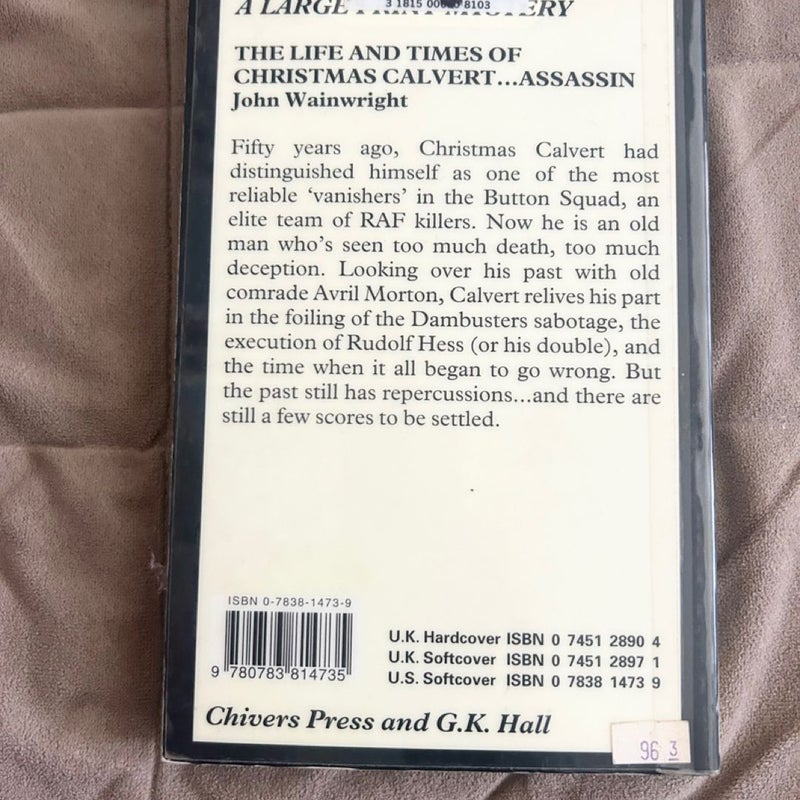 A LARGE PRINT MYSTERY
3 1815 8103
THE LIFE AND TIMES OF
CHRISTMAS CALVERT...ASSASSIN
John Wainwright
Fifty years ago, Christmas Calvert had
distinguished himself as one of the most
reliable ‘vanishers’ in the Button Squad, an
elite team of RAF killers. Now he is an old
man who’s seen too much death, too much
deception. Looking over his past with old
comrade Avril Morton, Calvert relives his part
in the foiling of the Dambusters sabotage, the
execution of Rudolf Hess (or his double), and
the time when it all began to go wrong. But
the past still has repercussions...and there are
still a few scores to be settled.
ISBN 0-7838-1473-9
9 780783 814735
U.K. Hardcover ISBN 0 7451 2890 4
U.K. Softcover ISBN 0 7451 2897 1
U.S. Softcover ISBN 0 7838 1473 9
Chivers Press and G.K. Hall
96 3